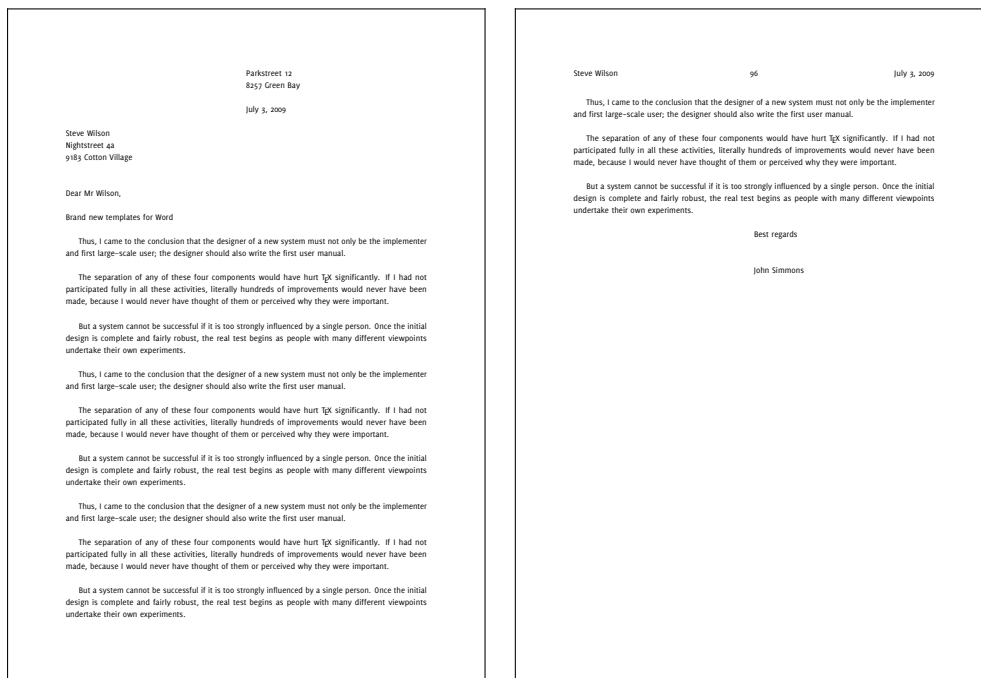 Parkstreet 12
8257 Green Bay
July 3, 2009
Steve Wilson
Nightstreet 4a
9183 Cotton Village
Dear Mr Wilson,
Brand new templates for Word
Thus, I came to the conclusion that the designer of a new system must not only be the implementer
and first large-scale user; the designer should also write the first user manual.
The separation of any of these four components would have hurt TEX significantly. If I had not
participated fully in all these activities, literally hundreds of improvements would never have been
made, because I would never have thought of them or perceived why they were important.
But a system cannot be successful if it is too strongly influenced by a single person. Once the initial
design is complete and fairly robust, the real test begins as people with many different viewpoints
undertake their own experiments.
Thus, I came to the conclusion that the designer of a new system must not only be the implementer
and first large-scale user; the designer should also write the first user manual.
The separation of any of these four components would have hurt TEX significantly. If I had not
participated fully in all these activities, literally hundreds of improvements would never have been
made, because I would never have thought of them or perceived why they were important.
But a system cannot be successful if it is too strongly influenced by a single person. Once the initial
design is complete and fairly robust, the real test begins as people with many different viewpoints
undertake their own experiments.
Thus, I came to the conclusion that the designer of a new system must not only be the implementer
and first large-scale user; the designer should also write the first user manual.
The separation of any of these four components would have hurt TEX significantly. If I had not
participated fully in all these activities, literally hundreds of improvements would never have been
made, because I would never have thought of them or perceived why they were important.
But a system cannot be successful if it is too strongly influenced by a single person. Once the initial
design is complete and fairly robust, the real test begins as people with many different viewpoints
undertake their own experiments.
Steve Wilson 96 July 3, 2009
Thus, I came to the conclusion that the designer of a new system must not only be the implementer
and first large-scale user; the designer should also write the first user manual.
The separation of any of these four components would have hurt TEX significantly. If I had not
participated fully in all these activities, literally hundreds of improvements would never have been
made, because I would never have thought of them or perceived why they were important.
But a system cannot be successful if it is too strongly influenced by a single person. Once the initial
design is complete and fairly robust, the real test begins as people with many different viewpoints
undertake their own experiments.
Best regards
John Simmons